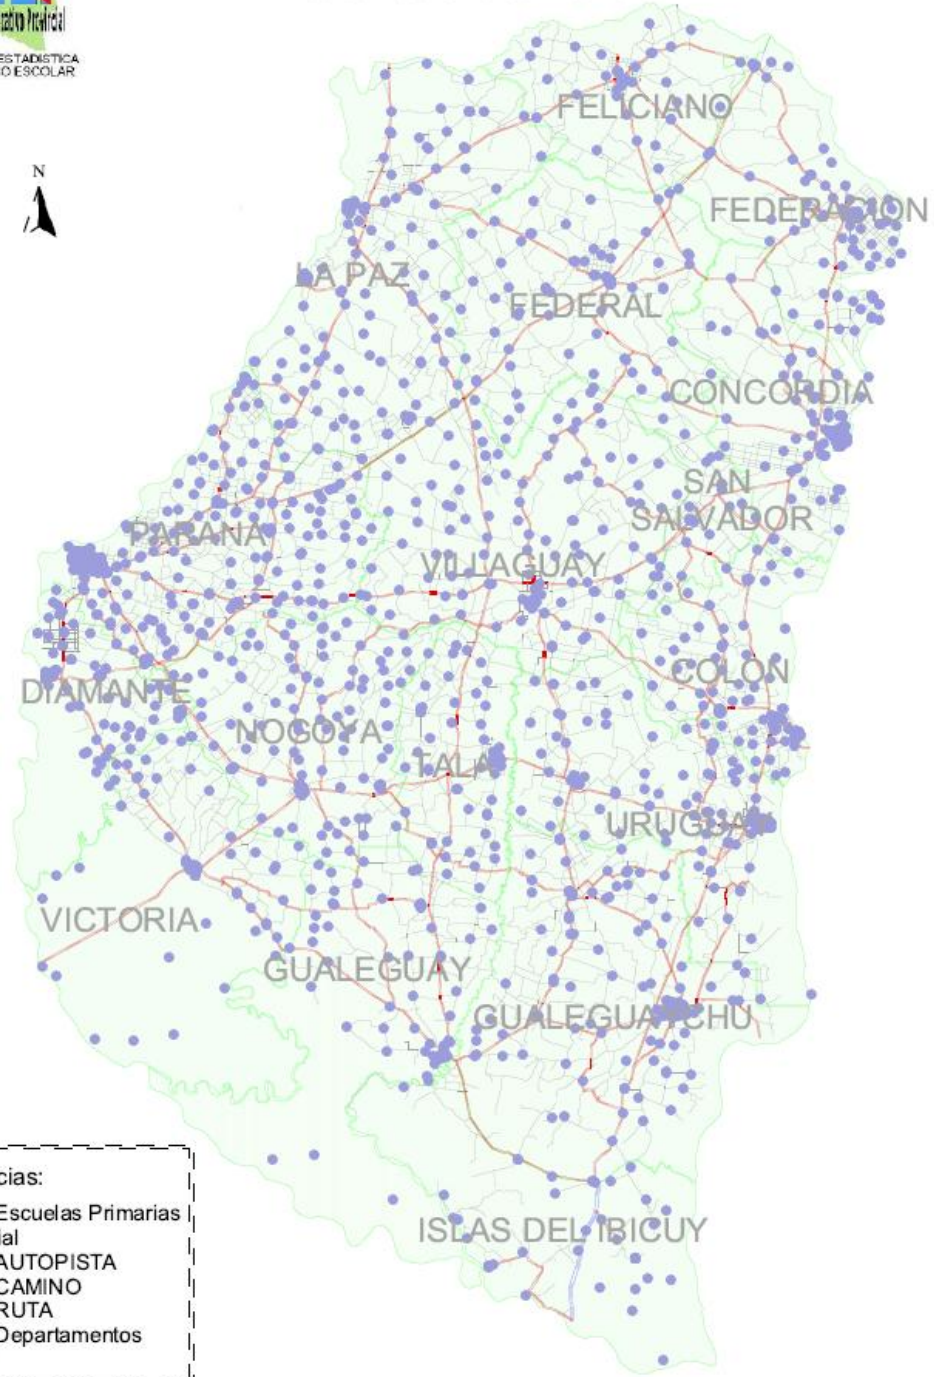 ESTADISTICA
O ESCOLAR
N
FELICIANO
FEDERACION
LA PAZ
FEDERAL
CONCORDIA
SAN
SALVADOR
PARANA
VILLAGUAY
COLON
DIAMANTE
NOGOYA
TALA
URUGUAY
VICTORIA
GUALEGUAY
GUALEGUAYCHU
ISLAS DEL IBICUY
cias:
Escuelas Primarias
ial
AUTOPISTA
CAMINO
RUTA
Departamentos